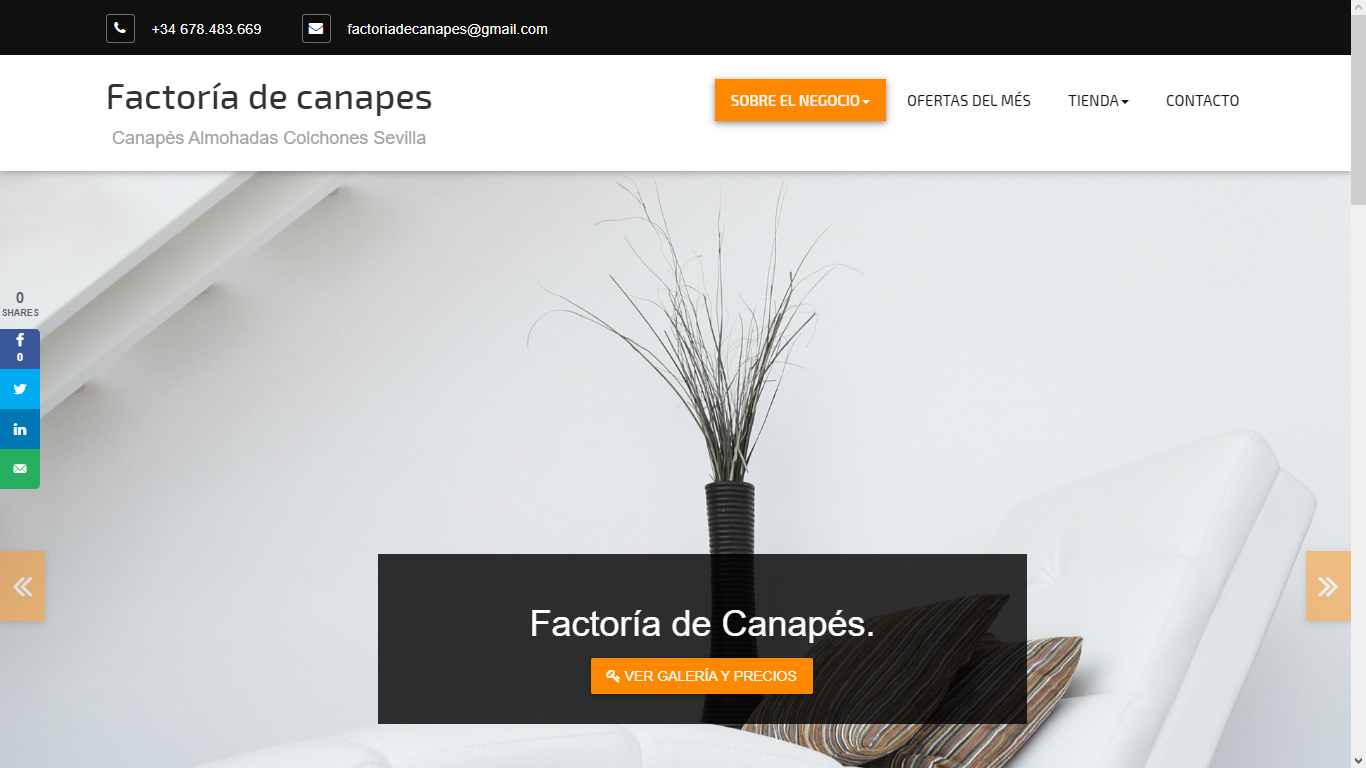 +34 678.483.669
factoriadecanapes@gmail.com
Factoría de canapes
Canapés Almohadas Colchones Sevilla
SOBRE EL NEGOCIO
OFERTAS DEL MÉS
TIENDA
CONTACTO
0
SHARES
0
Factoría de Canapés.
VER GALERÍA Y PRECIOS